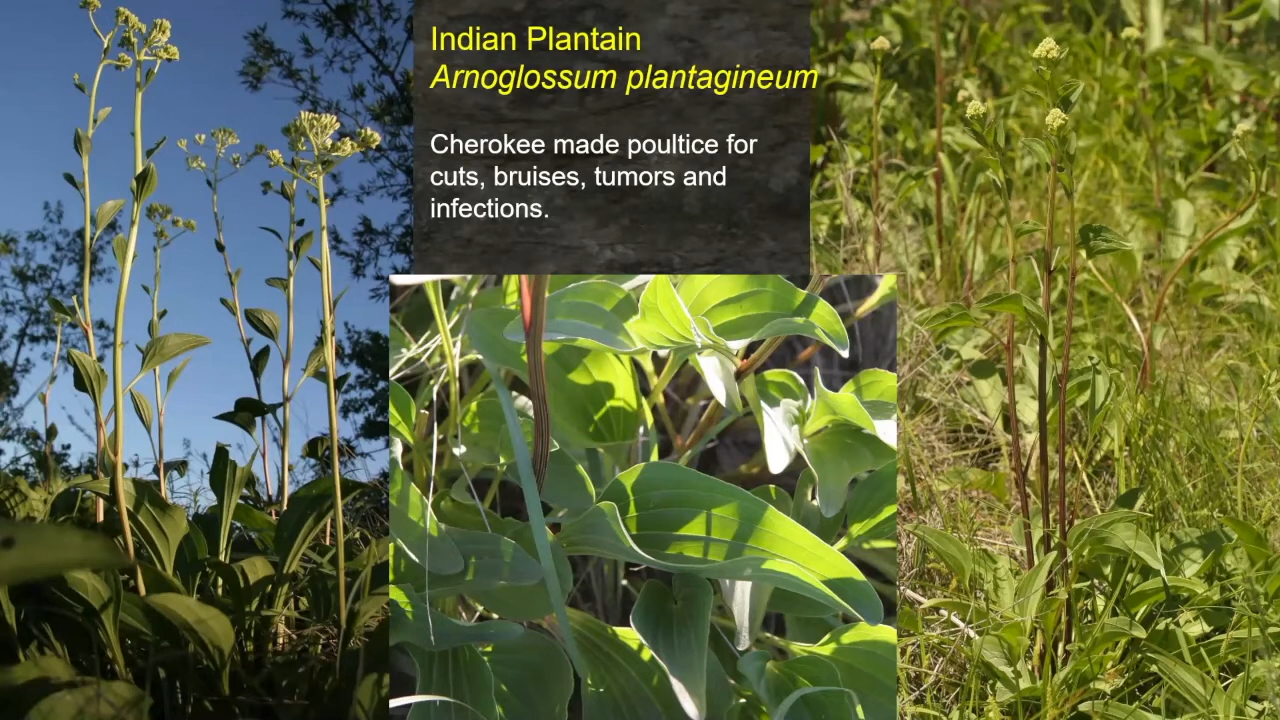 Indian Plantain
Arnoglossum plantagineum
Cherokee made poultice for
cuts, bruises, tumors and
infections.